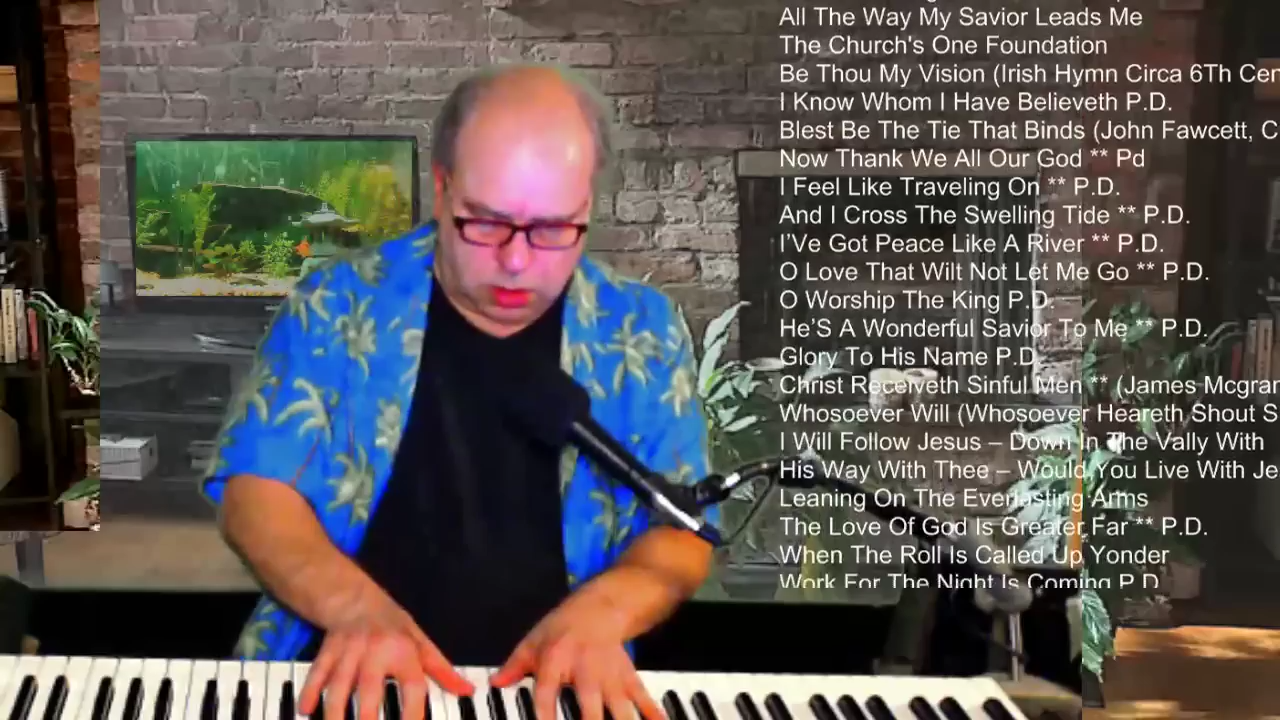 All The Way My Savior Leads Me
The Church's One Foundation
Be Thou My Vision (Irish Hymn Circa 6Th Cen
I Know Whom I Have Believeth P.D.
Blest Be The Tie That Binds (John Fawcett, C
Now Thank We All Our God ** Pd
I Feel Like Traveling On ** P.D.
And I Cross The Swelling Tide ** P.D.
I'Ve Got Peace Like A River ** P.D.
O Love That Wilt Not Let Me Go ** P.D.
O Worship The King P.D.
He'S A Wonderful Savior To Me ** P.D.
Glory To His Name P.D.
Christ Receiveth Sinful Men ** (James Mcgran
Whosoever Will (Whosoever Heareth Shout S
I Will Follow Jesus – Down In The Vally With
His Way With Thee – Would You Live With Je
Leaning On The Everlasting Arms
The Love Of God Is Greater Far ** P.D.
When The Roll Is Called Up Yonder
Work For The Night Is Coming P.D